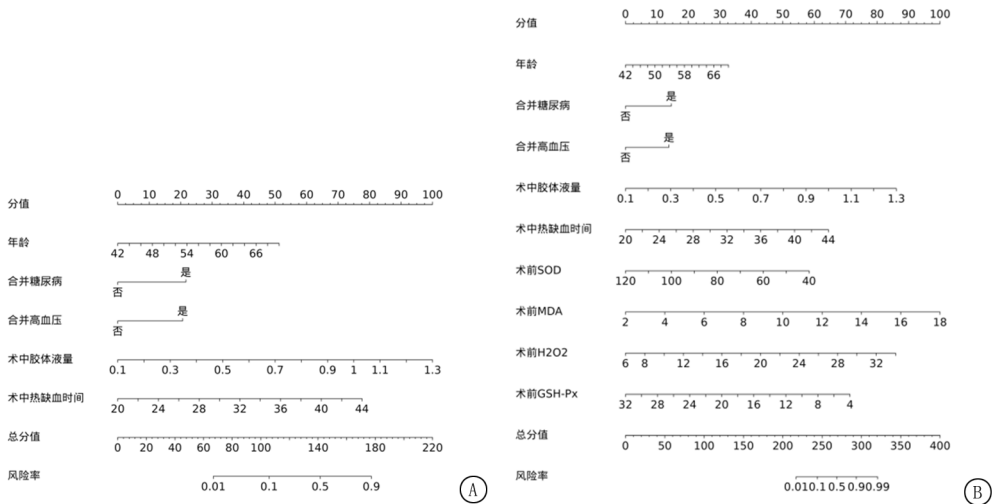 分值 0 10 20 30 40 50 60 70 80 90 100
年龄 42 48 54 60 66
合并糖尿病 否 是
合并高血压 否 是
术中胶体液量 0.1 0.3 0.5 0.7 0.9 1 1.1 1.3
术中热缺血时间 20 24 28 32 36 40 44
总分值 0 20 40 60 80 100 140 180 220
风险率 0.01 0.1 0.5 0.9
A
分值 0 10 20 30 40 50 60 70 80 90 100
年龄 42 50 58 66
合并糖尿病 否 是
合并高血压 否 是
术中胶体液量 0.1 0.3 0.5 0.7 0.9 1.1 1.3
术中热缺血时间 20 24 28 32 36 40 44
术前SOD 120 100 80 60 40
术前MDA 2 4 6 8 10 12 14 16 18
术前H2O2 6 8 12 16 20 24 28 32
术前GSH-Px 32 28 24 20 16 12 8 4
总分值 0 50 100 150 200 250 300 350 400
风险率 0.01 0.1 0.5 0.9 0.99
B